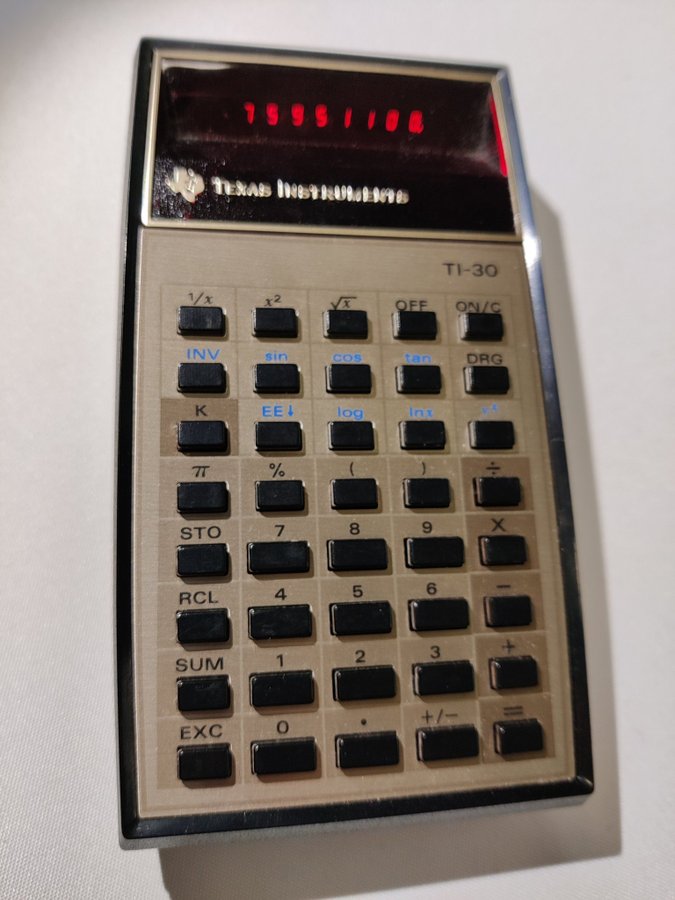 TEXAS INSTRUMENTS
TI-30
1/x x² √x OFF ON/C
INV sin cos tan DRG
K EE↓ log lnx yˣ
π % ( ) ÷
STO 7 8 9 X
RCL 4 5 6 −
SUM 1 2 3 +
EXC 0 . +/− =